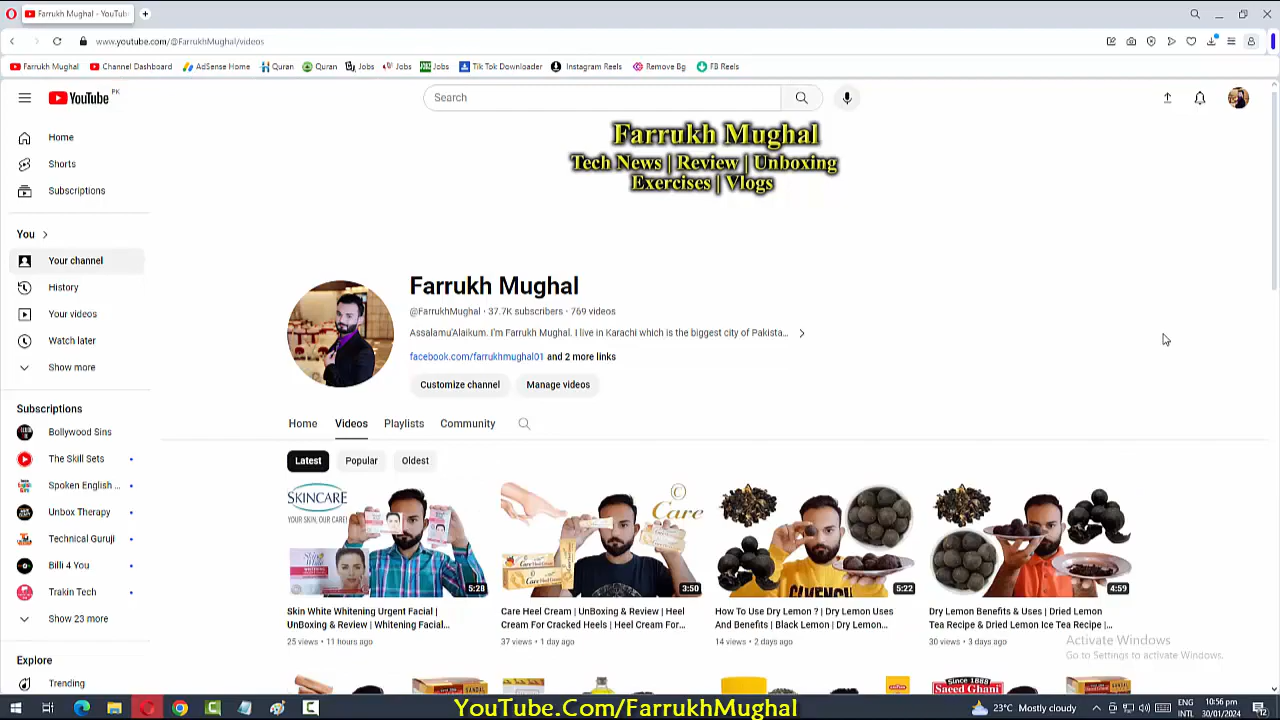 Farrukh Mughal - YouTub
www.youtube.com/@FarrukhMughal/videos
Farrukh Mughal
Channel Dashboard
AdSense Home
Quran
Quran
Jobs
Jobs
Jobs
Tik Tok Downloader
Instagram Reels
Remove Bg
FB Reels
YouTube PK
Search
Farrukh Mughal
Tech News | Review | Unboxing
Exercises | Vlogs
Home
Shorts
Subscriptions
You
Your channel
History
Your videos
Watch later
Show more
Subscriptions
Bollywood Sins
The Skill Sets
Spoken English ...
Unbox Therapy
Technical Guruji
Billi 4 You
Trakin Tech
Show 23 more
Explore
Trending
Farrukh Mughal
@FarrukhMughal · 37.7K subscribers · 769 videos
Assalamu'Alaikum. I'm Farrukh Mughal. I live in Karachi which is the biggest city of Pakista...
facebook.com/farrukhmughal01 and 2 more links
Customize channel
Manage videos
Home Videos Playlists Community
Latest Popular Oldest
SKINCARE
YOUR SKIN, OUR CARE!
5:28
Skin White Whitening Urgent Facial |
UnBoxing & Review | Whitening Facial...
25 views · 11 hours ago
© Care
3:50
Care Heel Cream | UnBoxing & Review | Heel
Cream For Cracked Heels | Heel Cream For...
37 views · 1 day ago
5:22
How To Use Dry Lemon ? | Dry Lemon Uses
And Benefits | Black Lemon | Dry Lemon...
14 views · 2 days ago
4:59
Dry Lemon Benefits & Uses | Dried Lemon
Tea Recipe & Dried Lemon Ice Tea Recipe |...
30 views · 3 days ago
Since 1888
Saeed Ghani
Activate Windows
Go to Settings to activate Windows.
YouTube.Com/FarrukhMughal
23°C Mostly cloudy
ENG
INTL
10:56 pm
30/01/2024